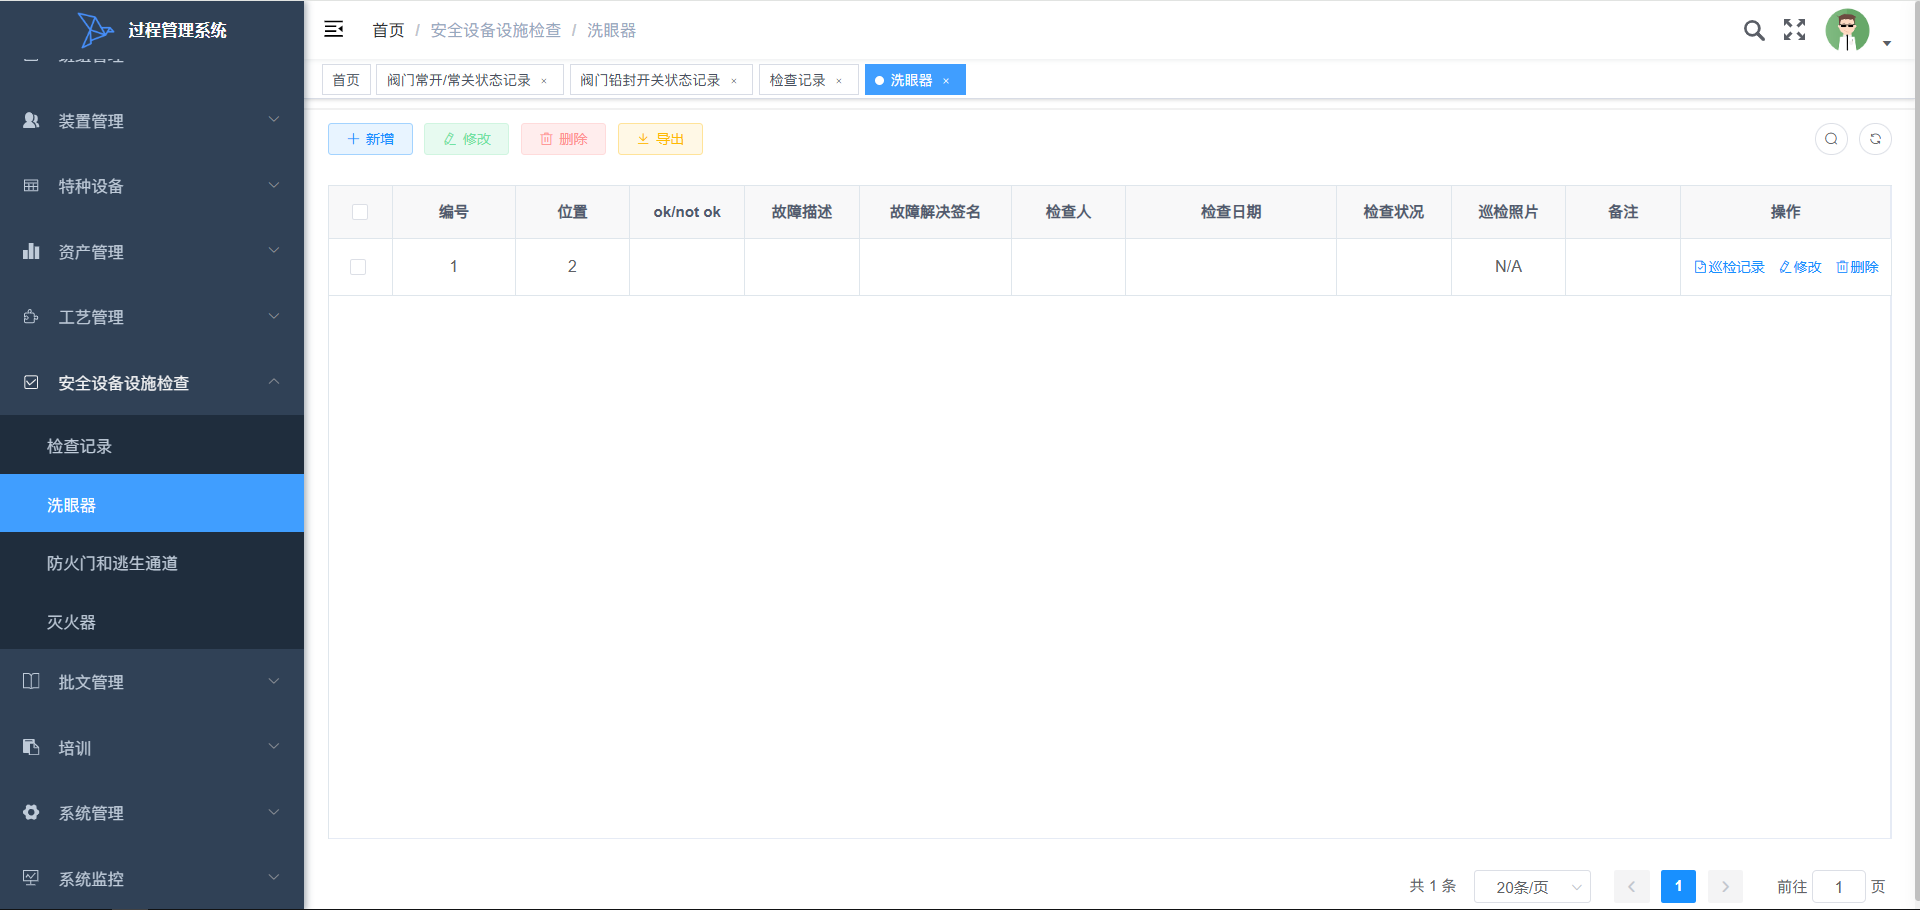 过程管理系统
首页 / 安全设备设施检查 / 洗眼器
首页
阀门常开/常关状态记录 ×
阀门铅封开关状态记录 ×
检查记录 ×
洗眼器 ×
装置管理
特种设备
资产管理
工艺管理
安全设备设施检查
检查记录
洗眼器
防火门和逃生通道
灭火器
批文管理
培训
系统管理
系统监控
新增 修改 删除 导出
编号 位置 ok/not ok 故障描述 故障解决签名 检查人 检查日期 检查状况 巡检照片 备注 操作
1 2 N/A 巡检记录 修改 删除
共 1 条 20条/页 1 前往 1 页